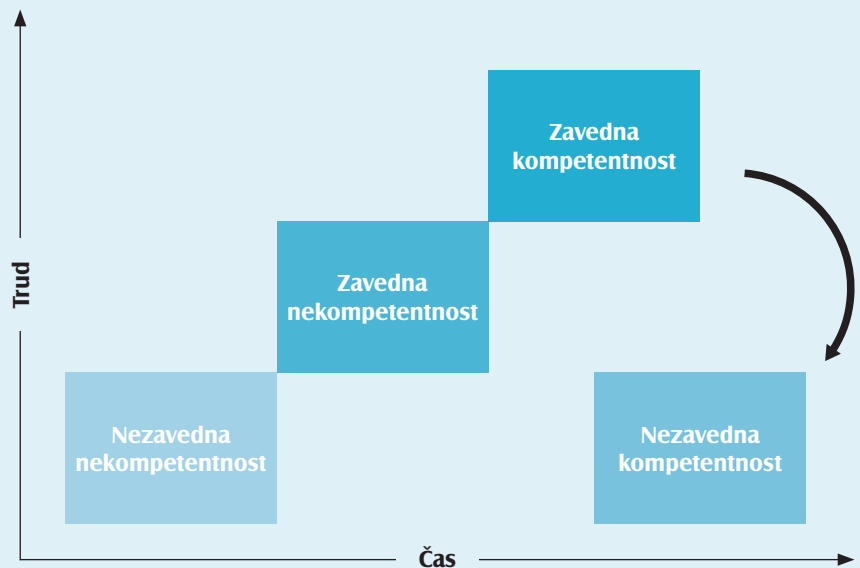 Zavedna
kompetentnost
Zavedna
nekompetentnost
Trud
Nezavedna
nekompetentnost
Nezavedna
kompetentnost
Čas